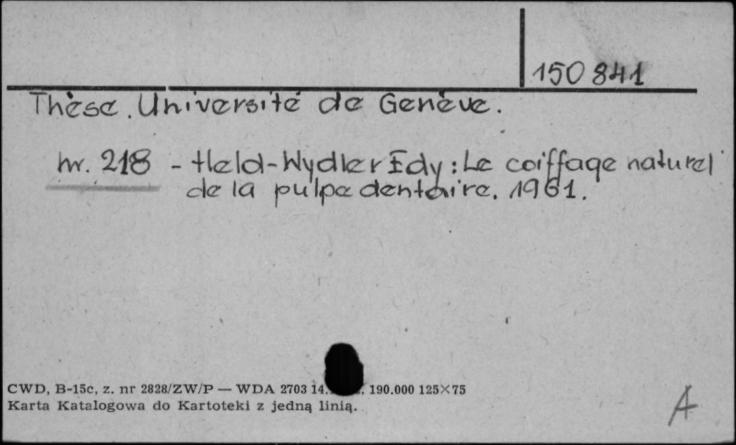 150 841
Thèse. Université de Genève.
nr. 218 - Held-Wydler Edy: Le coiffage naturel
de la pulpe dentaire. 1961.
CWD, B-15c, z. nr 2828/ZW/P — WDA 2703 14. 190.000 125×75
Karta Katalogowa do Kartoteki z jedną linią.
A